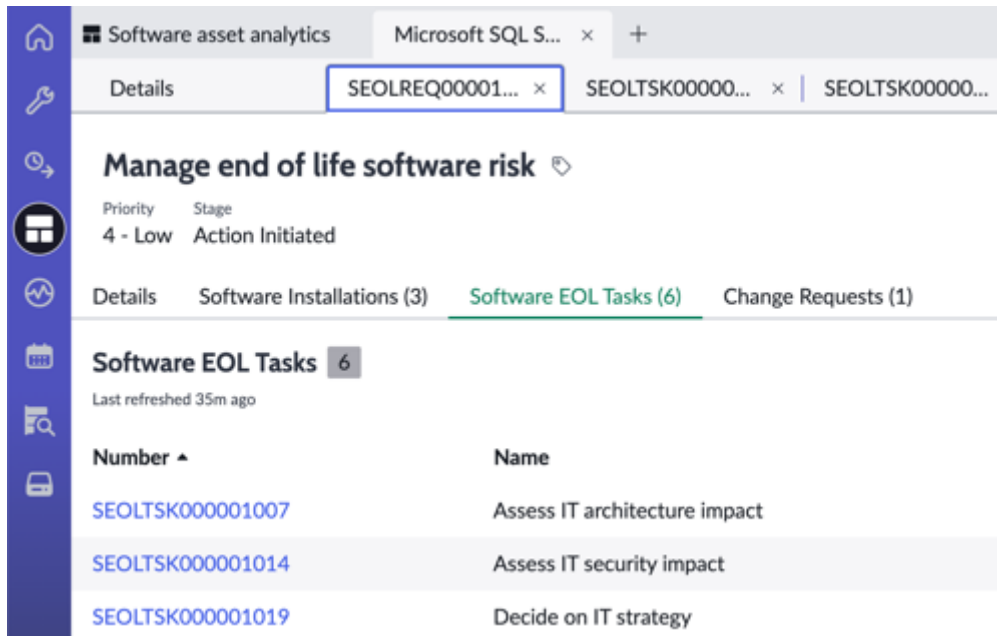 Software asset analytics Microsoft SQL S... × +
Details SEOLREQ00001... × SEOLTSK00000... × SEOLTSK00000...
Manage end of life software risk
Priority Stage
4 - Low Action Initiated
Details Software Installations (3) Software EOL Tasks (6) Change Requests (1)
Software EOL Tasks 6
Last refreshed 35m ago
Number Name
SEOLTSK000001007 Assess IT architecture impact
SEOLTSK000001014 Assess IT security impact
SEOLTSK000001019 Decide on IT strategy